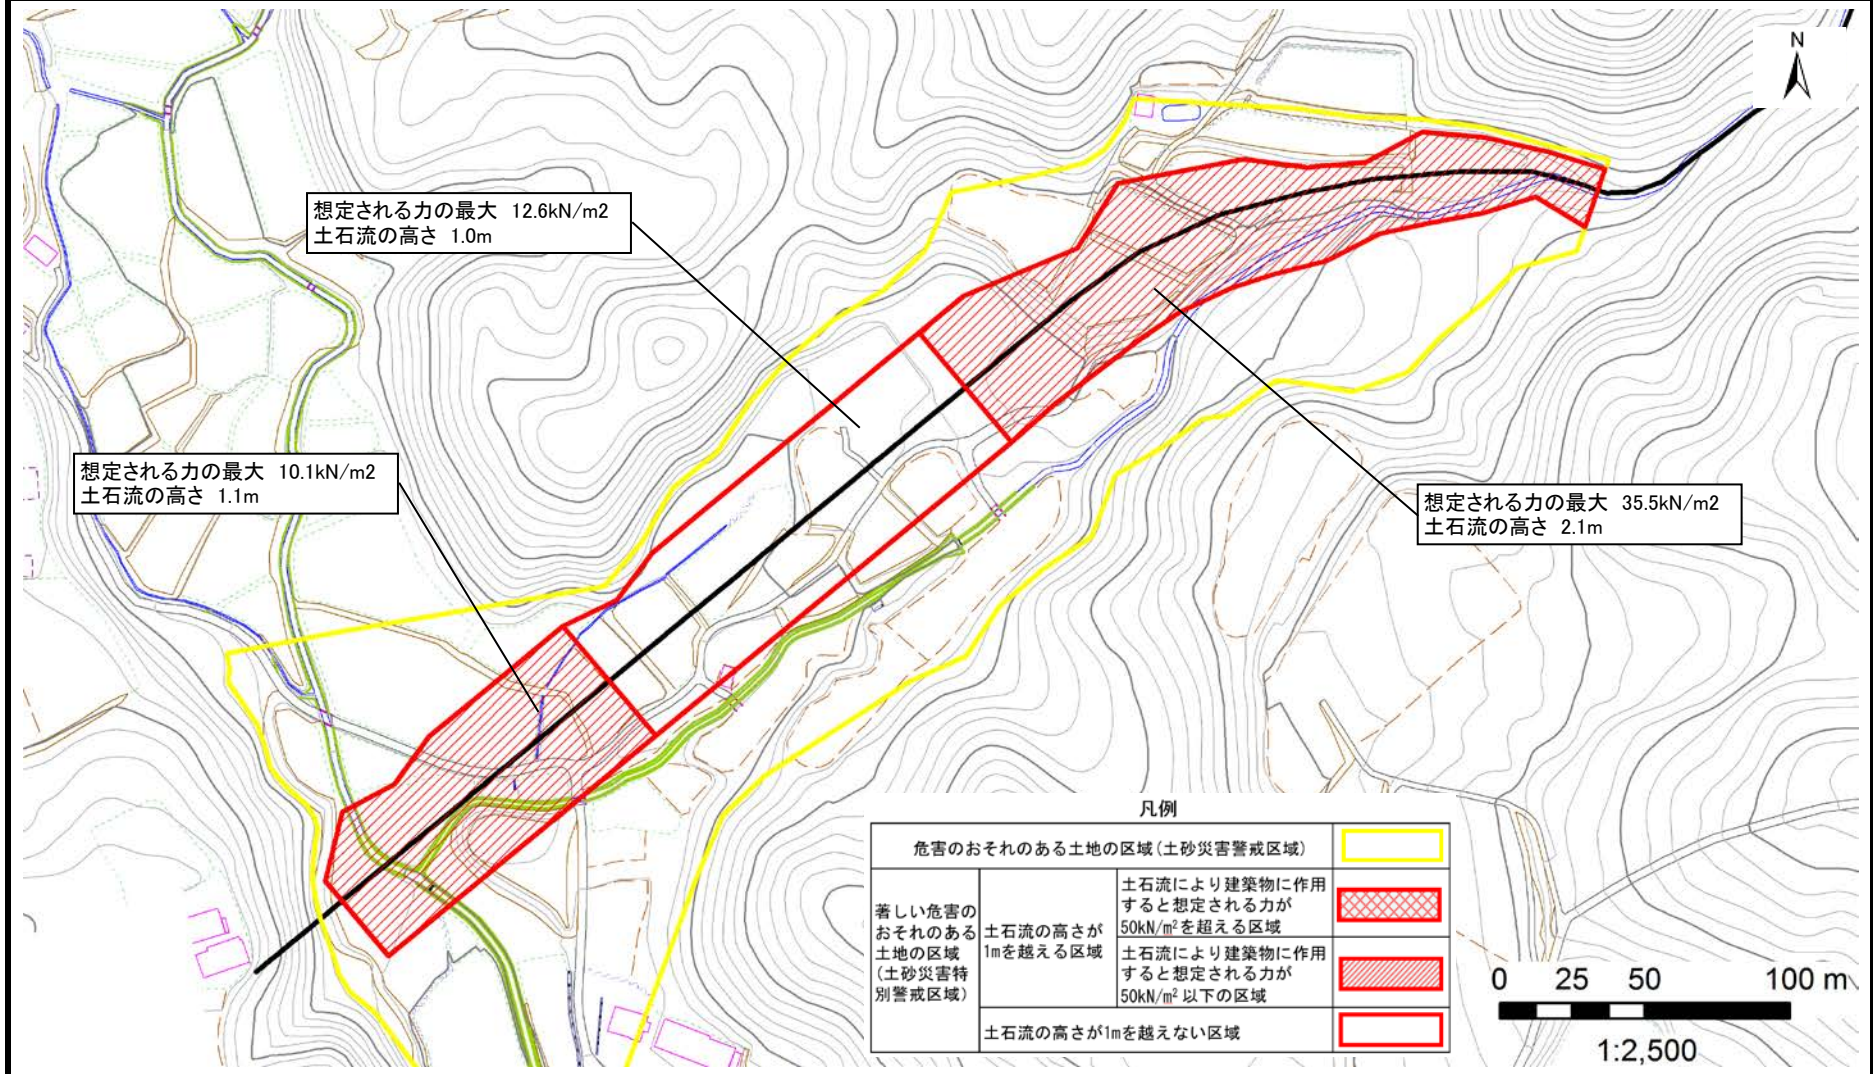 N
想定される力の最大 12.6kN/m2
土石流の高さ 1.0m
想定される力の最大 10.1kN/m2
土石流の高さ 1.1m
想定される力の最大 35.5kN/m2
土石流の高さ 2.1m
凡例
危害のおそれのある土地の区域(土砂災害警戒区域)
著しい危害の
おそれのある
土地の区域
(土砂災害特
別警戒区域)
土石流の高さが
1mを越える区域
土石流により建築物に作用
すると想定される力が
50kN/m²を超える区域
土石流により建築物に作用
すると想定される力が
50kN/m² 以下の区域
土石流の高さが1mを越えない区域
0 25 50 100 m
1:2,500